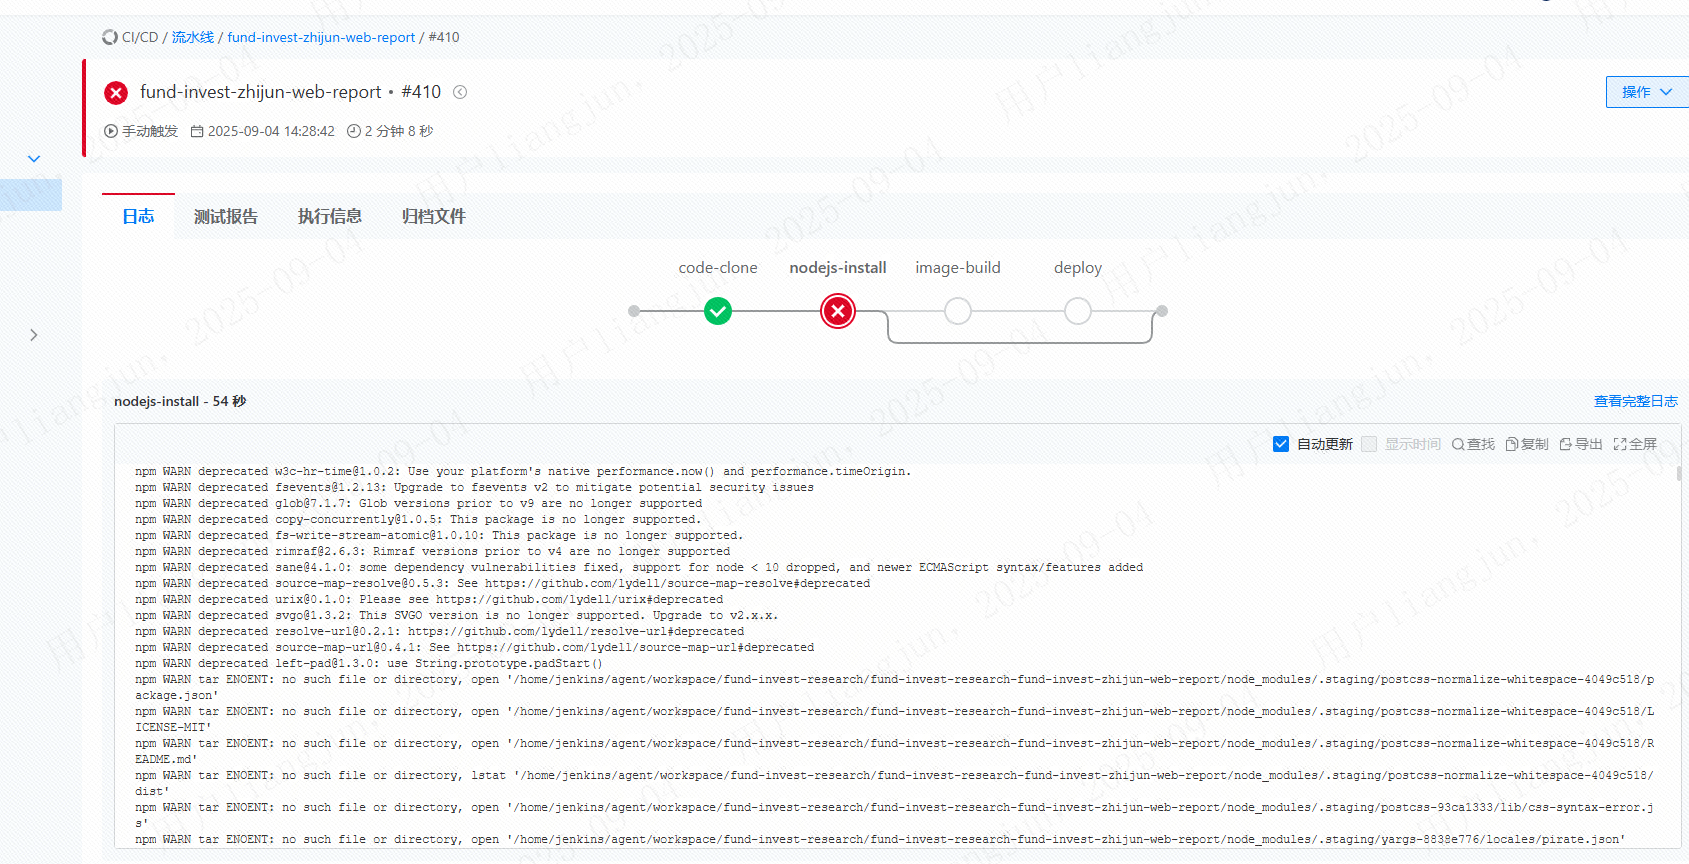 CI/CD / 流水线 / fund-invest-zhijun-web-report / #410
fund-invest-zhijun-web-report • #410
操作
手动触发 2025-09-04 14:28:42 2 分钟 8 秒
日志 测试报告 执行信息 归档文件
code-clone nodejs-install image-build deploy
nodejs-install - 54 秒
查看完整日志
自动更新 显示时间 查找 复制 导出 全屏
npm WARN deprecated w3c-hr-time@1.0.2: Use your platform's native performance.now() and performance.timeOrigin.
npm WARN deprecated fsevents@1.2.13: Upgrade to fsevents v2 to mitigate potential security issues
npm WARN deprecated glob@7.1.7: Glob versions prior to v9 are no longer supported
npm WARN deprecated copy-concurrently@1.0.5: This package is no longer supported.
npm WARN deprecated fs-write-stream-atomic@1.0.10: This package is no longer supported.
npm WARN deprecated rimraf@2.6.3: Rimraf versions prior to v4 are no longer supported
npm WARN deprecated sane@4.1.0: some dependency vulnerabilities fixed, support for node < 10 dropped, and newer ECMAScript syntax/features added
npm WARN deprecated source-map-resolve@0.5.3: See https://github.com/lydell/source-map-resolve#deprecated
npm WARN deprecated urix@0.1.0: Please see https://github.com/lydell/urix#deprecated
npm WARN deprecated svgo@1.3.2: This SVGO version is no longer supported. Upgrade to v2.x.x.
npm WARN deprecated resolve-url@0.2.1: https://github.com/lydell/resolve-url#deprecated
npm WARN deprecated source-map-url@0.4.1: See https://github.com/lydell/source-map-url#deprecated
npm WARN deprecated left-pad@1.3.0: use String.prototype.padStart()
npm WARN tar ENOENT: no such file or directory, open '/home/jenkins/agent/workspace/fund-invest-research/fund-invest-research-fund-invest-zhijun-web-report/node_modules/.staging/postcss-normalize-whitespace-4049c518/p
ackage.json'
npm WARN tar ENOENT: no such file or directory, open '/home/jenkins/agent/workspace/fund-invest-research/fund-invest-research-fund-invest-zhijun-web-report/node_modules/.staging/postcss-normalize-whitespace-4049c518/L
ICENSE-MIT'
npm WARN tar ENOENT: no such file or directory, open '/home/jenkins/agent/workspace/fund-invest-research/fund-invest-research-fund-invest-zhijun-web-report/node_modules/.staging/postcss-normalize-whitespace-4049c518/R
EADME.md'
npm WARN tar ENOENT: no such file or directory, lstat '/home/jenkins/agent/workspace/fund-invest-research/fund-invest-research-fund-invest-zhijun-web-report/node_modules/.staging/postcss-normalize-whitespace-4049c518/
dist'
npm WARN tar ENOENT: no such file or directory, open '/home/jenkins/agent/workspace/fund-invest-research/fund-invest-research-fund-invest-zhijun-web-report/node_modules/.staging/postcss-93ca1333/lib/css-syntax-error.j
s'
npm WARN tar ENOENT: no such file or directory, open '/home/jenkins/agent/workspace/fund-invest-research/fund-invest-research-fund-invest-zhijun-web-report/node_modules/.staging/yargs-8838e776/locales/pirate.json'
用户liangjun, 2025-09-04